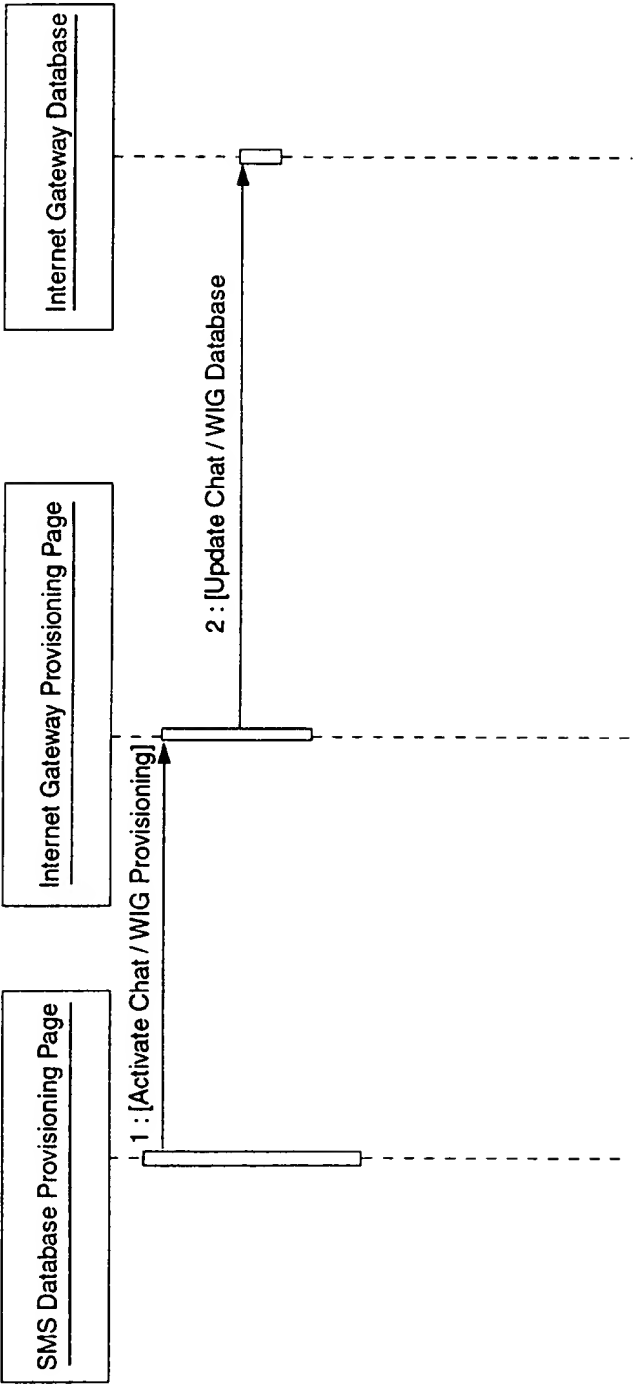 SMS Database Provisioning Page
Internet Gateway Provisioning Page
Internet Gateway Database
1 : [Activate Chat / WIG Provisioning]
2 : [Update Chat / WIG Database